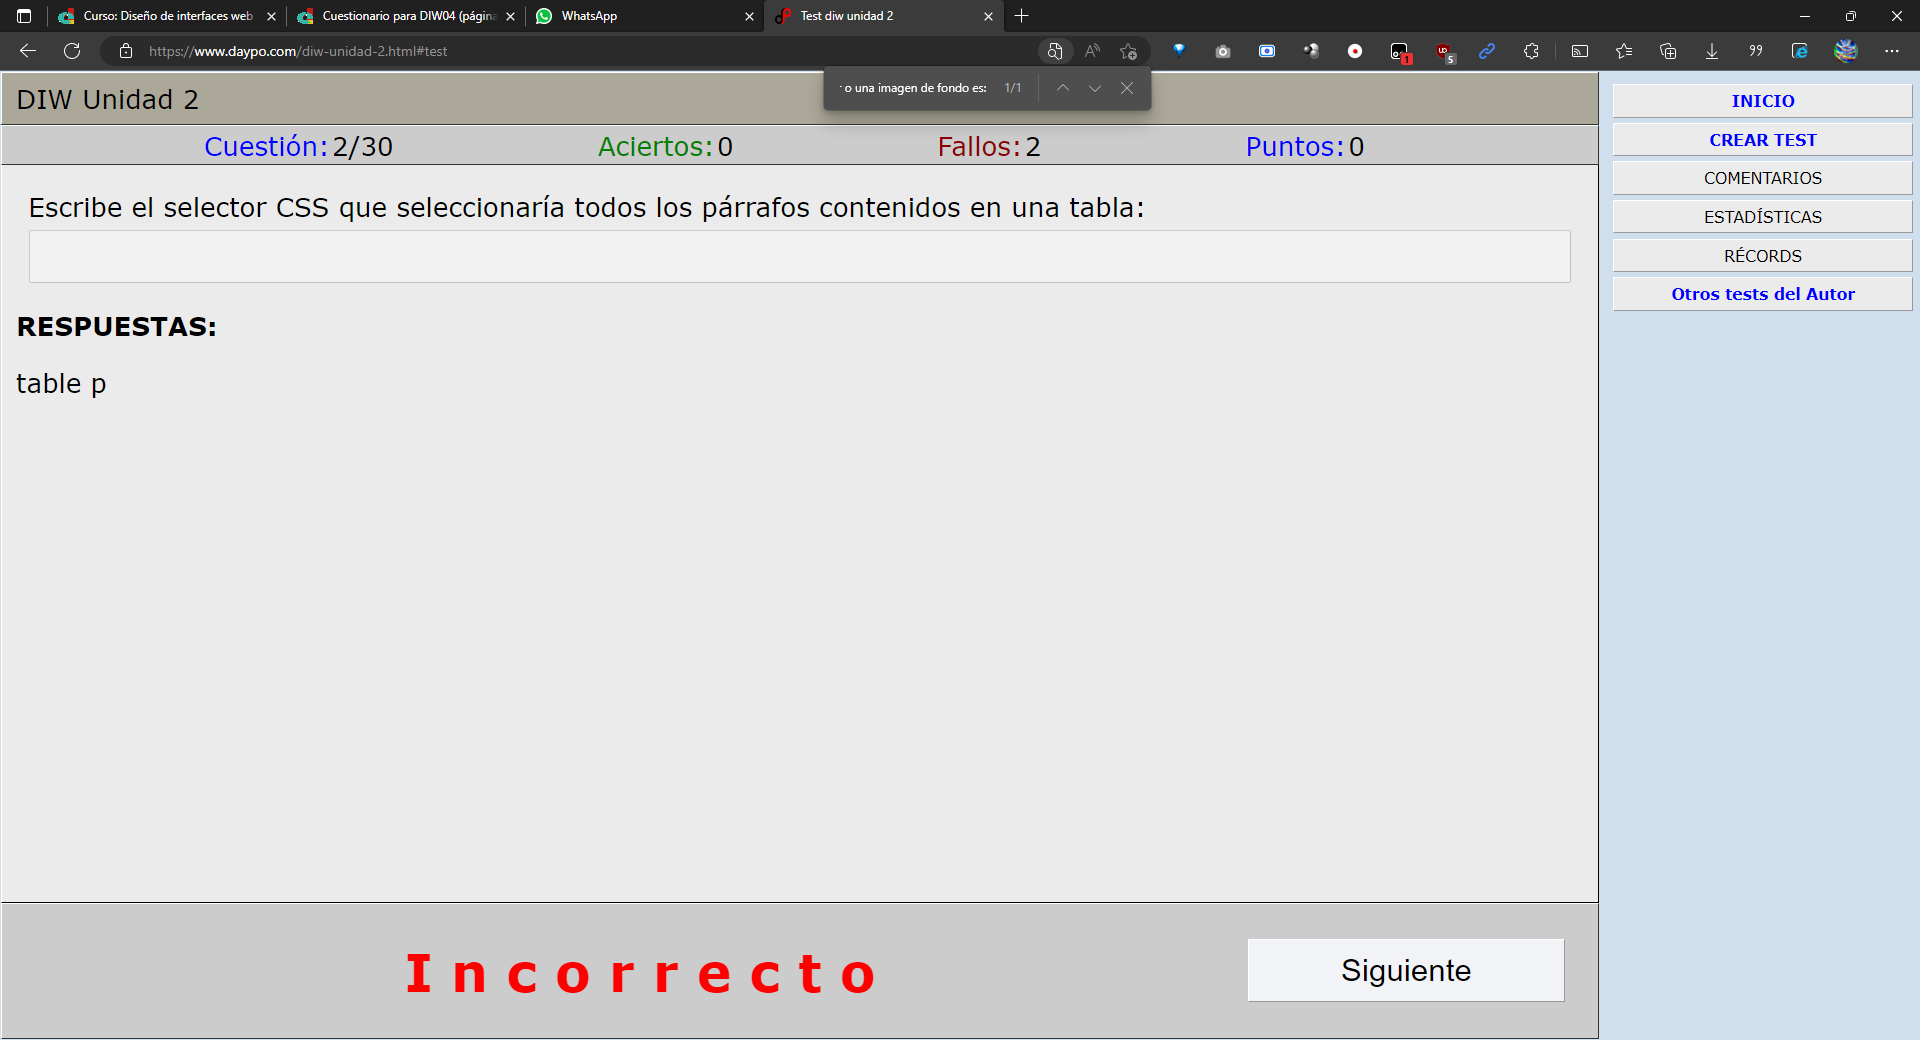 Curso: Diseño de interfaces web
Cuestionario para DIW04 (págin
WhatsApp
Test diw unidad 2
https://www.daypo.com/diw-unidad-2.html#test
1
5
o una imagen de fondo es: 1/1
DIW Unidad 2
Cuestión: 2/30 Aciertos: 0 Fallos: 2 Puntos: 0
Escribe el selector CSS que seleccionaría todos los párrafos contenidos en una tabla:
RESPUESTAS:
table p
Incorrecto
Siguiente
INICIO
CREAR TEST
COMENTARIOS
ESTADÍSTICAS
RÉCORDS
Otros tests del Autor